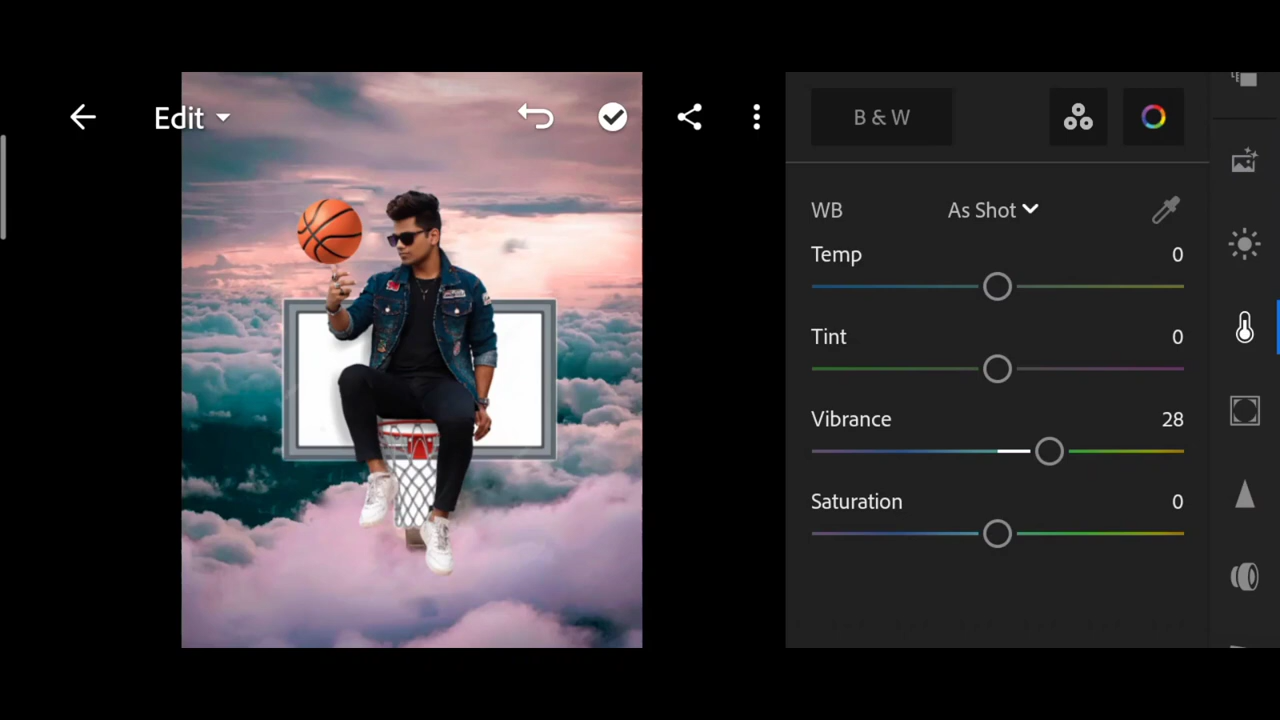 Edit
B & W
WB
As Shot
Temp
0
Tint
0
Vibrance
28
Saturation
0